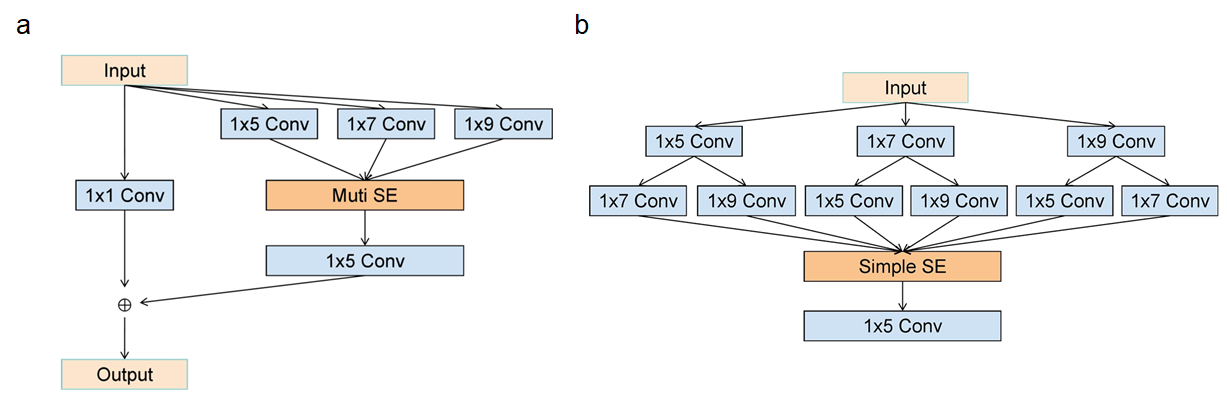 a
Input
1x5 Conv
1x7 Conv
1x9 Conv
1x1 Conv
Muti SE
1x5 Conv
⊕
Output
b
Input
1x5 Conv
1x7 Conv
1x9 Conv
1x7 Conv
1x9 Conv
1x5 Conv
1x9 Conv
1x5 Conv
1x7 Conv
Simple SE
1x5 Conv